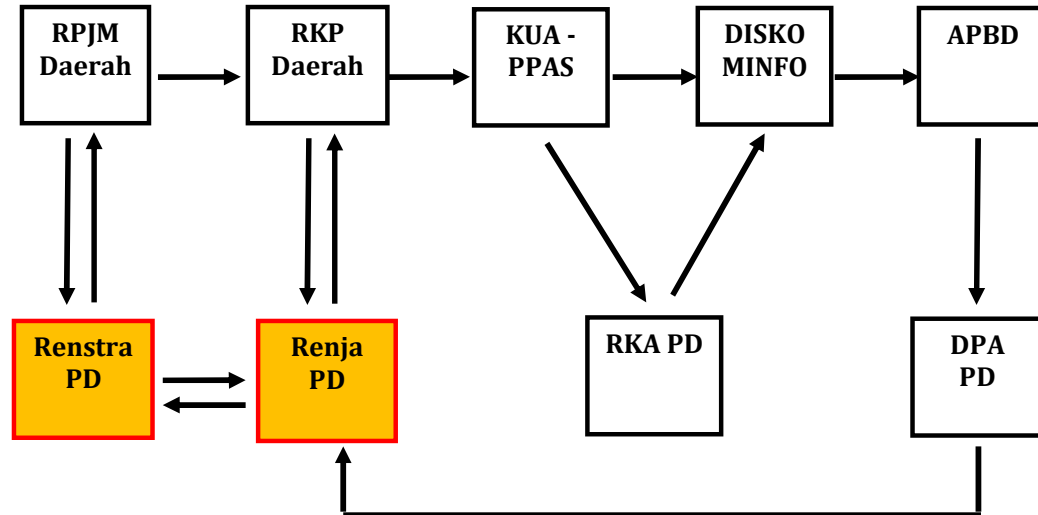 RPJM
Daerah
RKP
Daerah
KUA -
PPAS
DISKO
MINFO
APBD
Renstra
PD
Renja
PD
RKA PD
DPA
PD